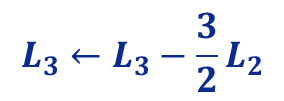 L₃ ← L₃ − 3/2 L₂